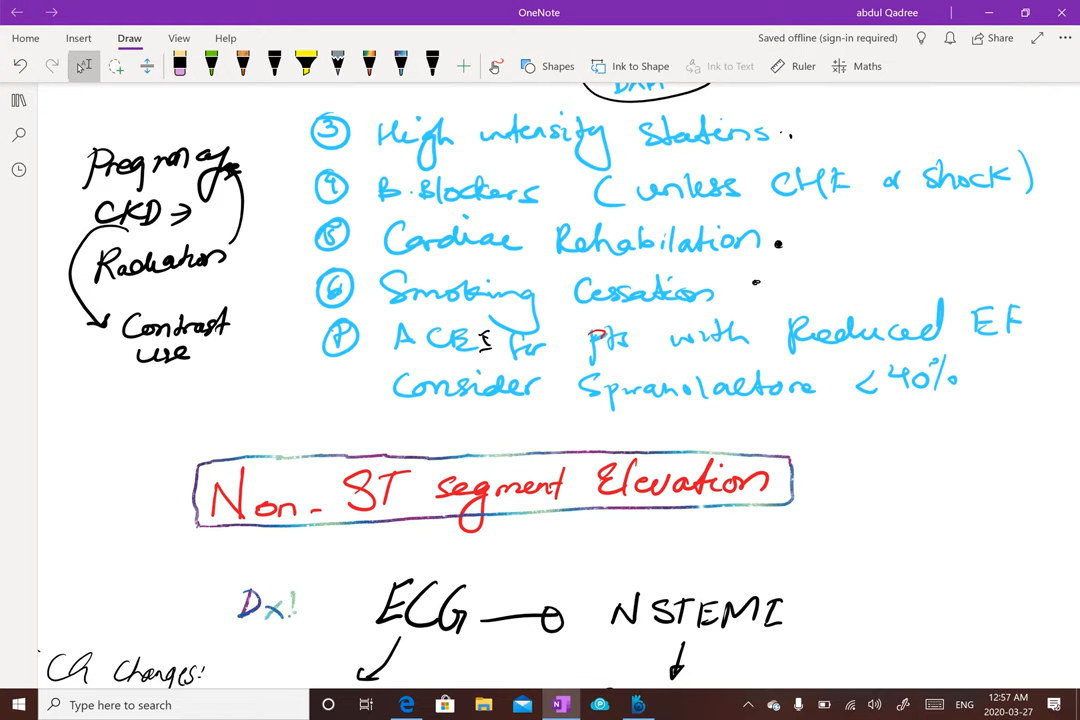 OneNote
abdul Qadree
Home Insert Draw View Help
Saved offline (sign-in required)
Share
Shapes
Ink to Shape
Ink to Text
Ruler
Maths
DAPT
③ High intensity Statins
④ B.Blockers (unless CHF or shock)
⑤ Cardiac Rehabilation
⑥ Smoking Cessation
ACEI for pts with Reduced EF
Consider Spiranolactone <40%
Pregnancy
CKD →
Radiation
Contrast
use
Non-ST segment Elevation
Dx!
ECG
NSTEMI
Changes:
Type here to search
ENG
12:57 AM
2020-03-27